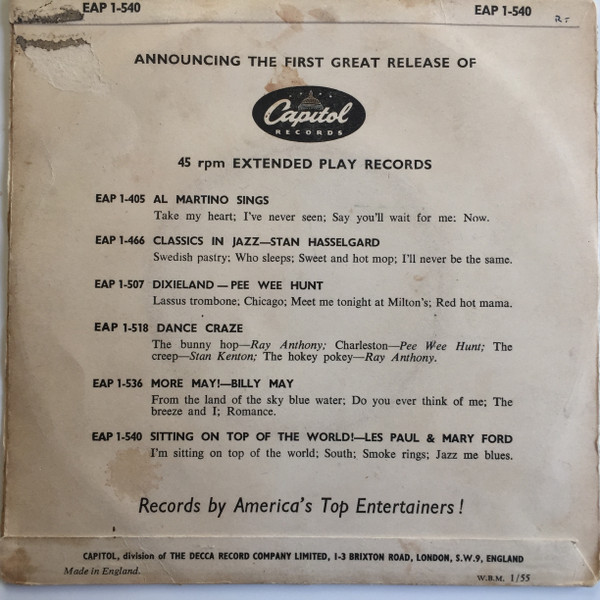 EAP 1-540 EAP 1-540
ANNOUNCING THE FIRST GREAT RELEASE OF
Capitol
RECORDS
45 rpm EXTENDED PLAY RECORDS
EAP 1-405 AL MARTINO SINGS
Take my heart; I've never seen; Say you'll wait for me: Now.
EAP 1-466 CLASSICS IN JAZZ—STAN HASSELGARD
Swedish pastry; Who sleeps; Sweet and hot mop; I'll never be the same.
EAP 1-507 DIXIELAND—PEE WEE HUNT
Lassus trombone; Chicago; Meet me tonight at Milton's; Red hot mama.
EAP 1-518 DANCE CRAZE
The bunny hop—Ray Anthony; Charleston—Pee Wee Hunt; The
creep—Stan Kenton; The hokey pokey—Ray Anthony.
EAP 1-536 MORE MAY!—BILLY MAY
From the land of the sky blue water; Do you ever think of me; The
breeze and I; Romance.
EAP 1-540 SITTING ON TOP OF THE WORLD!—LES PAUL & MARY FORD
I'm sitting on top of the world; South; Smoke rings; Jazz me blues.
Records by America's Top Entertainers!
CAPITOL, division of THE DECCA RECORD COMPANY LIMITED, 1-3 BRIXTON ROAD, LONDON, S.W.9, ENGLAND
Made in England.
W.B.M. 1/55